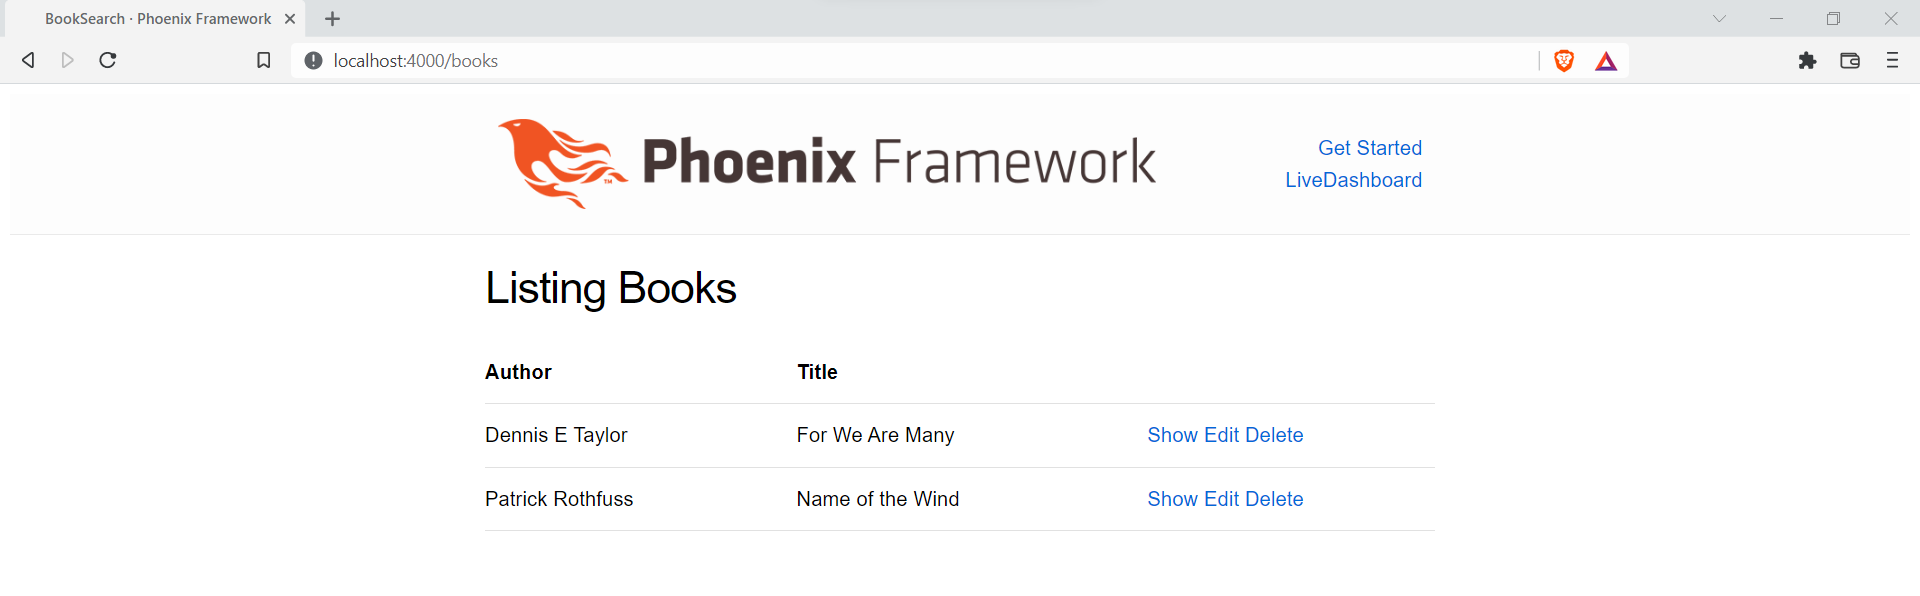 BookSearch · Phoenix Framework
localhost:4000/books
Phoenix Framework
TM
Get Started
LiveDashboard
Listing Books
Author Title
Dennis E Taylor For We Are Many Show Edit Delete
Patrick Rothfuss Name of the Wind Show Edit Delete